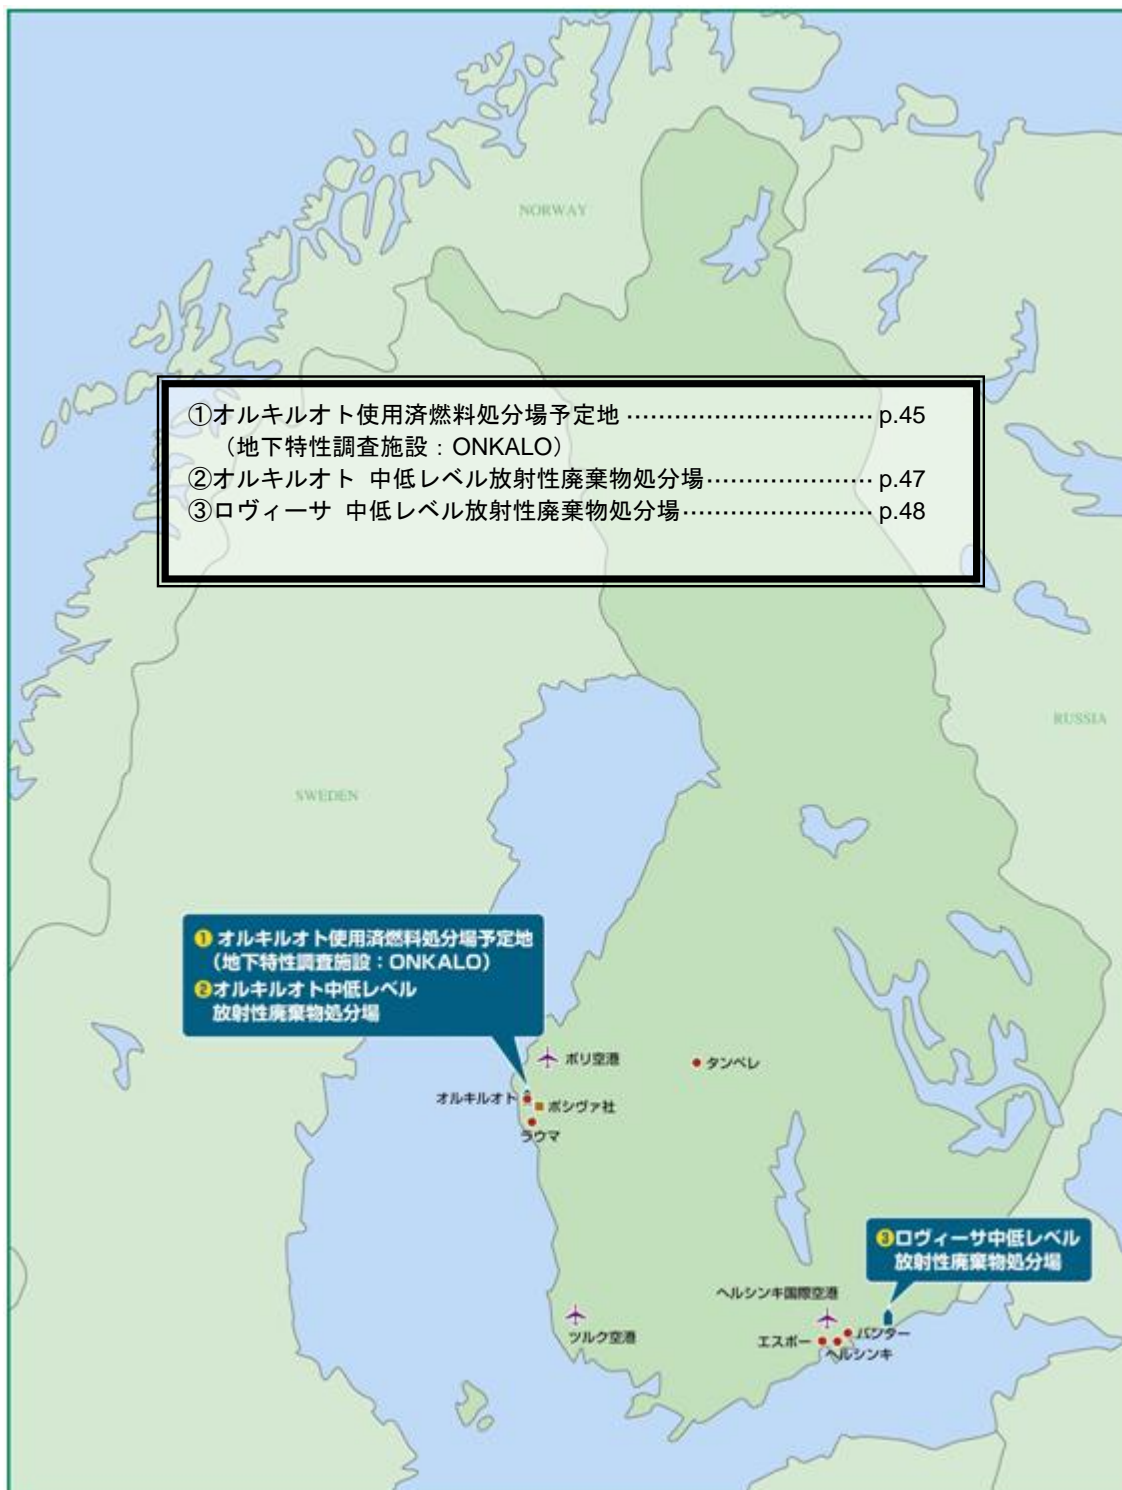 NORWAY
①オルキルオト使用済燃料処分場予定地 …………………………… p.45
（地下特性調査施設：ONKALO）
②オルキルオト 中低レベル放射性廃棄物処分場………………… p.47
③ロヴィーサ 中低レベル放射性廃棄物処分場…………………… p.48
RUSSIA
SWEDEN
❶ オルキルオト使用済燃料処分場予定地
（地下特性調査施設：ONKALO）
❷オルキルオト中低レベル
放射性廃棄物処分場
ポリ空港
タンペレ
オルキルオト
ポシヴァ社
ラウマ
❸ロヴィーサ中低レベル
放射性廃棄物処分場
ヘルシンキ国際空港
ツルク空港
エスポー
バンター
ヘルシンキ